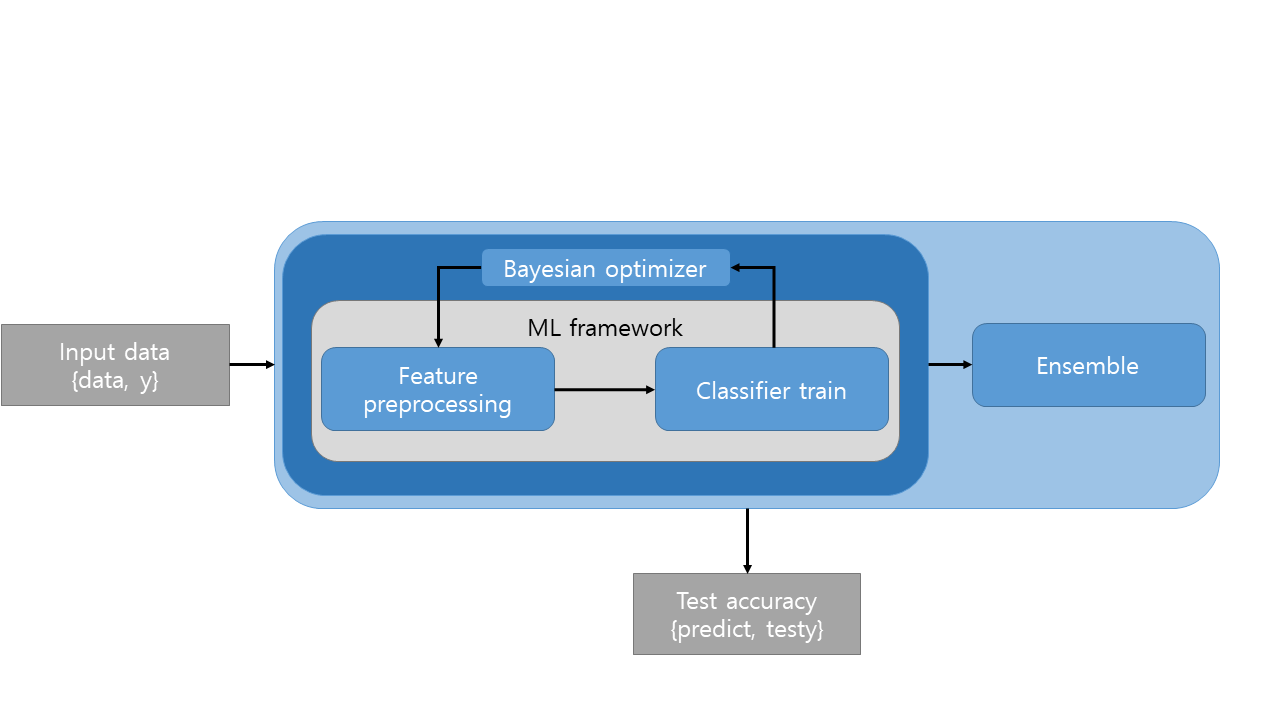 Bayesian optimizer
ML framework
Input data
{data, y}
Feature
preprocessing
Classifier train
Ensemble
Test accuracy
{predict, testy}